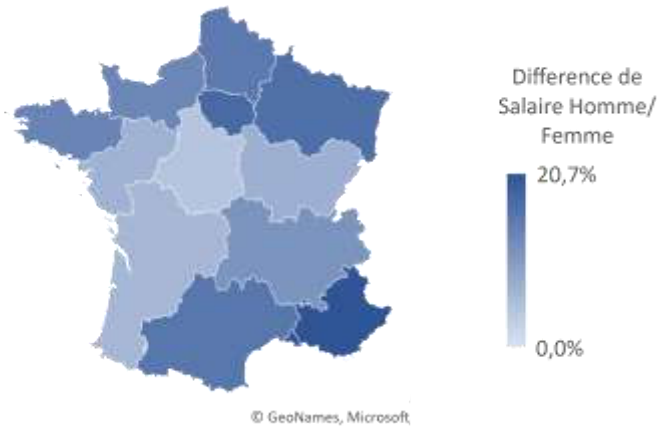 Difference de
Salaire Homme/
Femme
20,7%
0,0%
© GeoNames, Microsoft